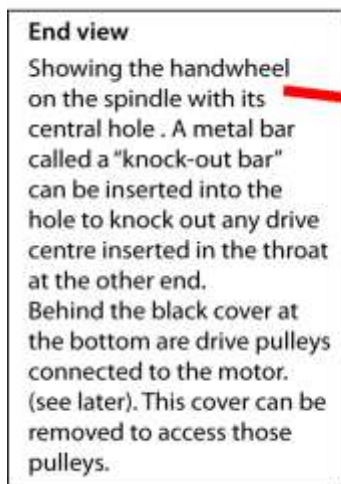 End view
Showing the handwheel
on the spindle with its
central hole . A metal bar
called a “knock-out bar”
can be inserted into the
hole to knock out any drive
centre inserted in the throat
at the other end.
Behind the black cover at
the bottom are drive pulleys
connected to the motor.
(see later). This cover can be
removed to access those
pulleys.